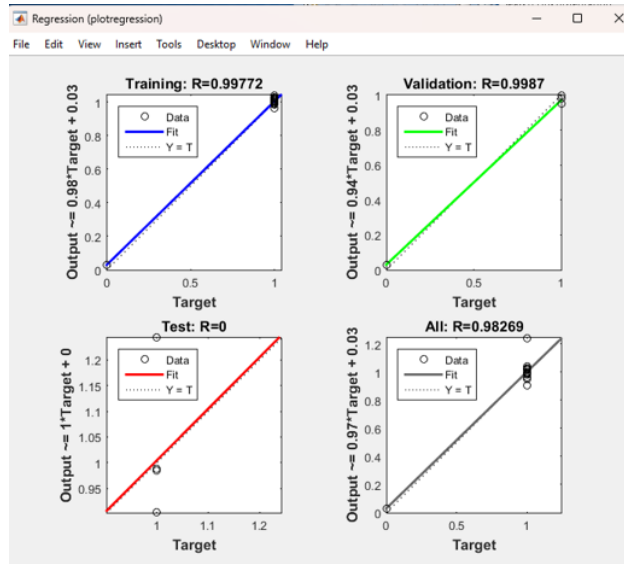 Regression (plotregression)
File Edit View Insert Tools Desktop Window Help
Training: R=0.99772
Output ~= 0.98*Target + 0.03
1
0.8
0.6
0.4
0.2
0
Data
Fit
Y = T
0 0.5 1
Target
Validation: R=0.9987
Output ~= 0.94*Target + 0.03
1
0.8
0.6
0.4
0.2
0
Data
Fit
Y = T
0 0.5 1
Target
Test: R=0
Output ~= 1*Target + 0
1.2
1.15
1.1
1.05
1
0.95
Data
Fit
Y = T
1 1.1 1.2
Target
All: R=0.98269
Output ~= 0.97*Target + 0.03
1.2
1
0.8
0.6
0.4
0.2
0
Data
Fit
Y = T
0 0.5 1
Target